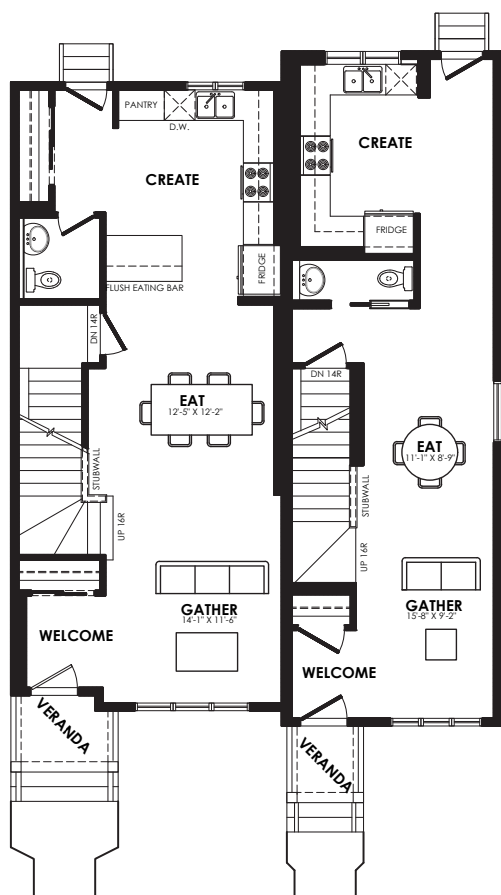 PANTRY
D.W.
CREATE
FRIDGE
FLUSH EATING BAR
DN 14R
EAT
12'-5" X 12'-2"
STUBWALL
UP 16R
GATHER
14'-1" X 11'-6"
WELCOME
VERANDA
CREATE
FRIDGE
DN 14R
EAT
11'-1" X 8'-9"
STUBWALL
UP 16R
GATHER
15'-8" X 9'-2"
WELCOME
VERANDA